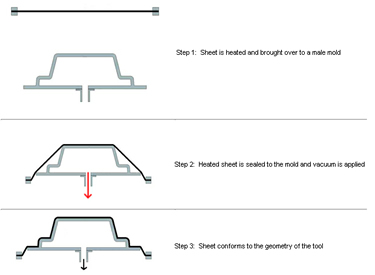 Step 1:  Sheet is heated and brought over to a male mold
Step 2:  Heated sheet is sealed to the mold and vacuum is applied
Step 3:  Sheet conforms to the geometry of the tool